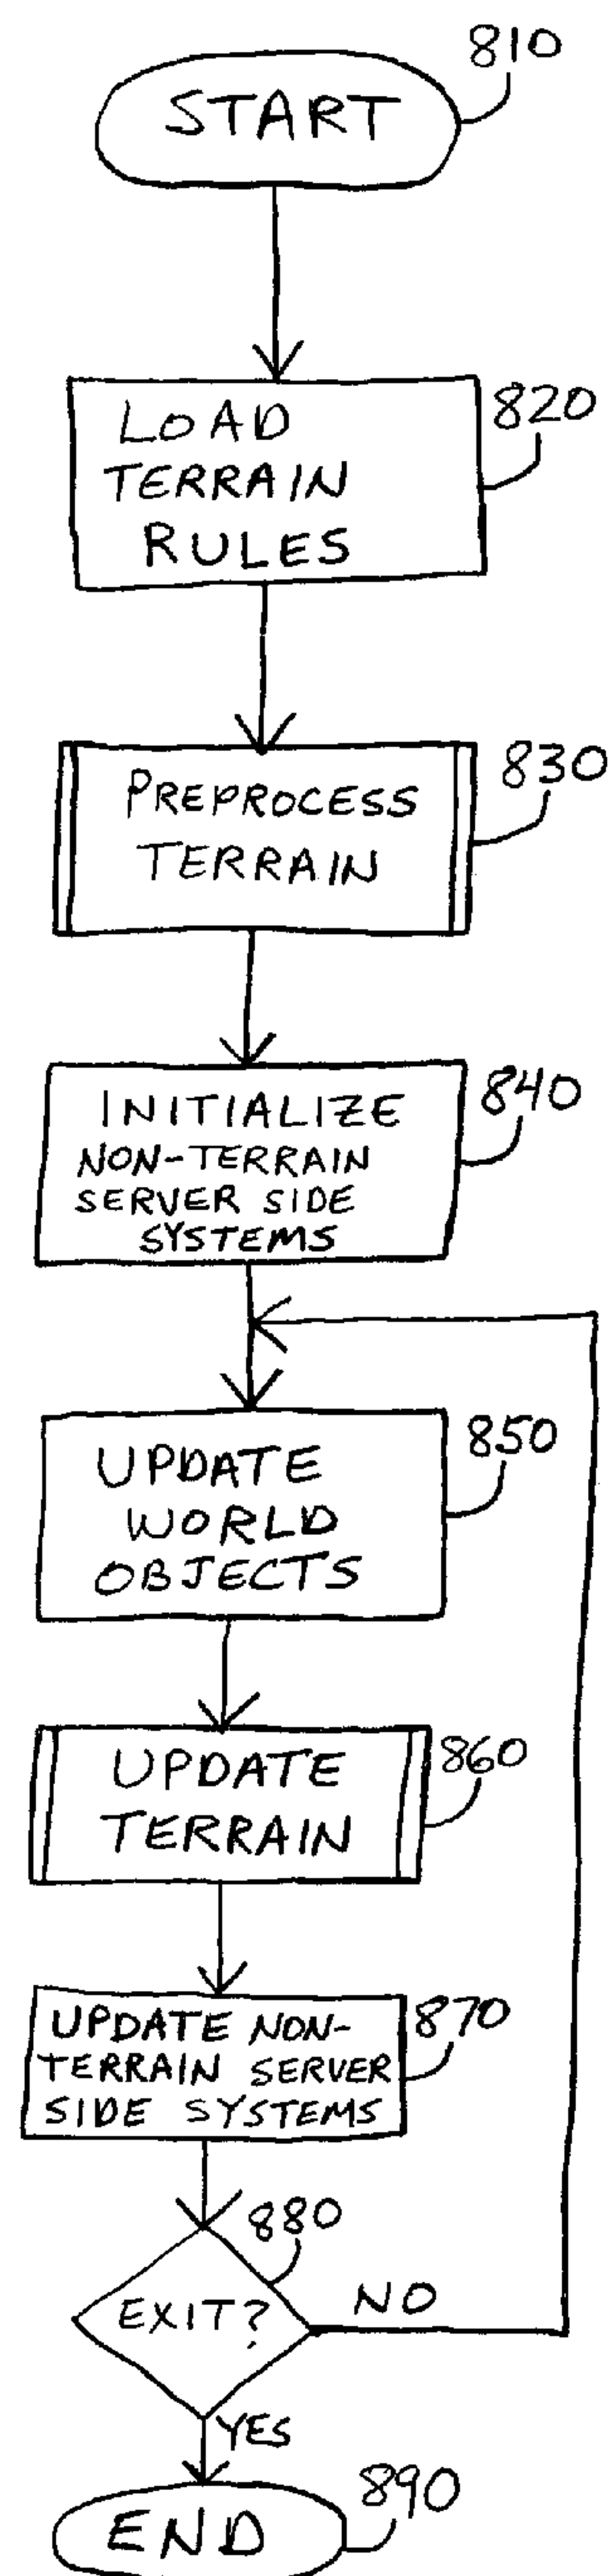 810
START
820
LOAD
TERRAIN
RULES
830
PREPROCESS
TERRAIN
840
INITIALIZE
NON-TERRAIN
SERVER SIDE
SYSTEMS
850
UPDATE
WORLD
OBJECTS
860
UPDATE
TERRAIN
870
UPDATE NON-
TERRAIN SERVER
SIDE SYSTEMS
880
EXIT?
NO
YES
890
END